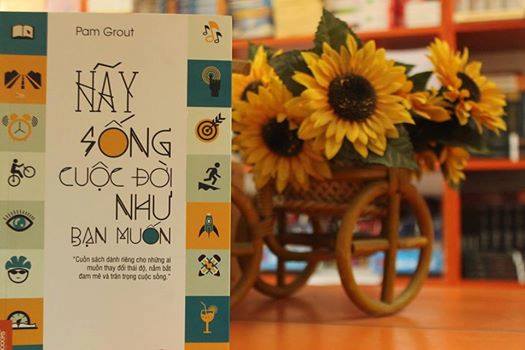 Pam Grout
HÃY
SỐNG
CUỘC ĐỜI
NHƯ
BẠN MUỐN
"Cuốn sách dành riêng cho những ai
muốn thay đổi thái độ, nắm bắt
đam mê và trân trọng cuộc sống."